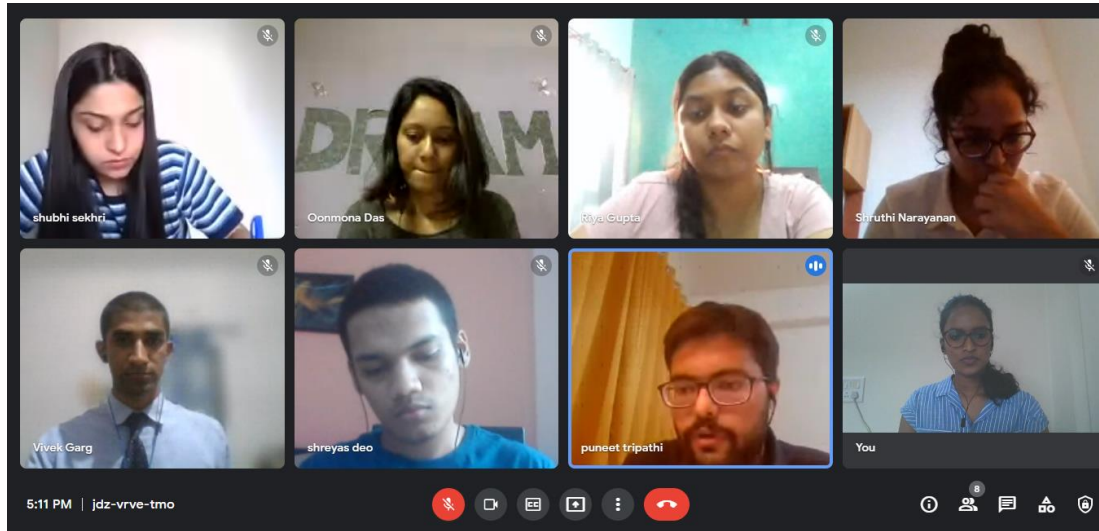 DREAM
shubhi sekhri
Oonmona Das
Riya Gupta
Shruthi Narayanan
Vivek Garg
shreyas deo
puneet tripathi
You
5:11 PM | jdz-vrve-tmo
CC
8